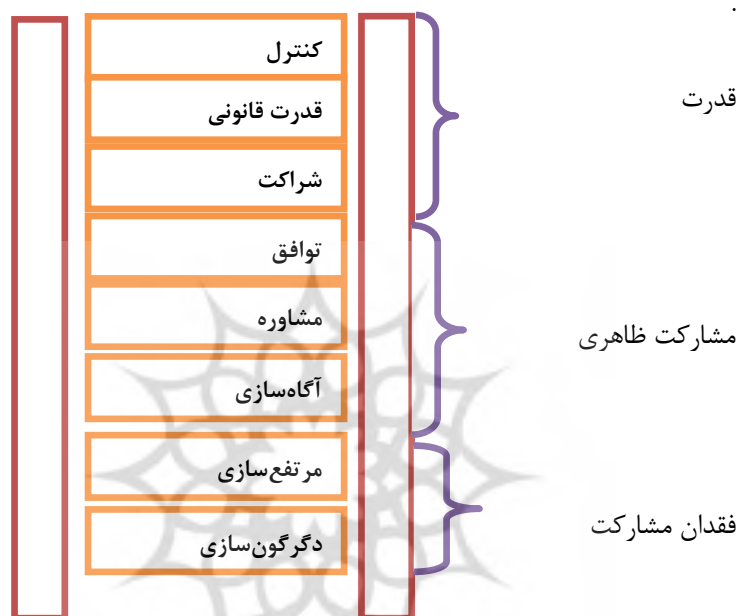 .
کنترل
قدرت
قدرت قانونی
شراکت
توافق
مشاوره
مشارکت ظاهری
آگاه‌سازی
مرتفع‌سازی
فقدان مشارکت
دگرگون‌سازی